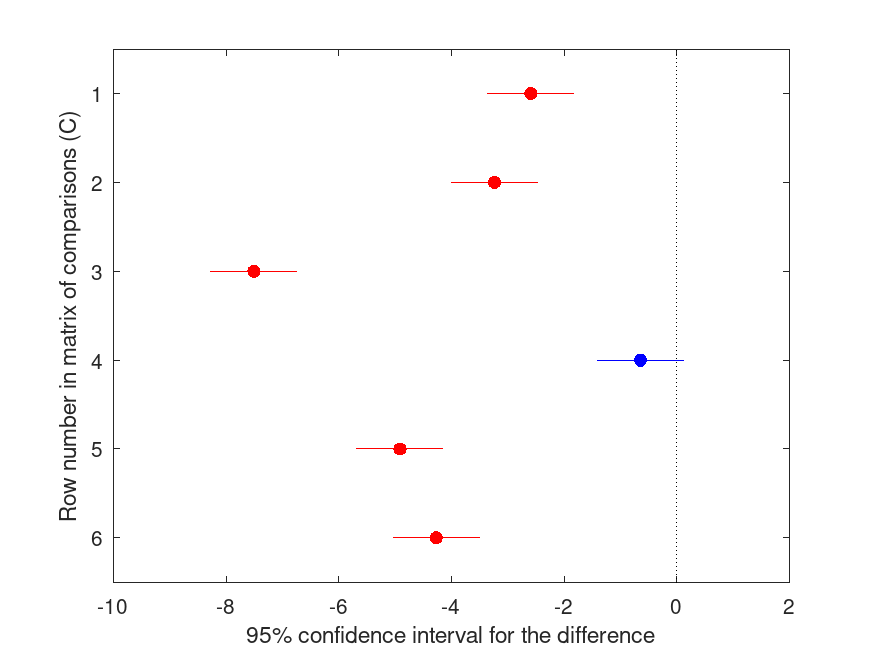 Row number in matrix of comparisons (C)
1
2
3
4
5
6
-10 -8 -6 -4 -2 0 2
95% confidence interval for the difference